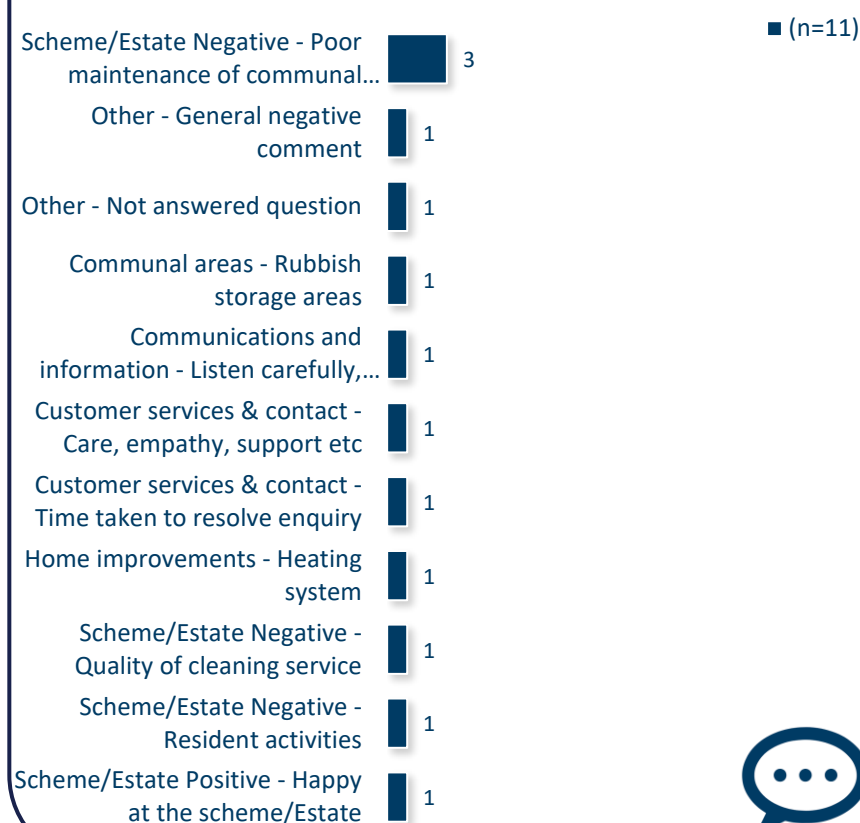 (n=11)
Scheme/Estate Negative - Poor
maintenance of communal…
3
Other - General negative
comment
1
Other - Not answered question
1
Communal areas - Rubbish
storage areas
1
Communications and
information - Listen carefully,…
1
Customer services & contact -
Care, empathy, support etc
1
Customer services & contact -
Time taken to resolve enquiry
1
Home improvements - Heating
system
1
Scheme/Estate Negative -
Quality of cleaning service
1
Scheme/Estate Negative -
Resident activities
1
Scheme/Estate Positive - Happy
at the scheme/Estate
1